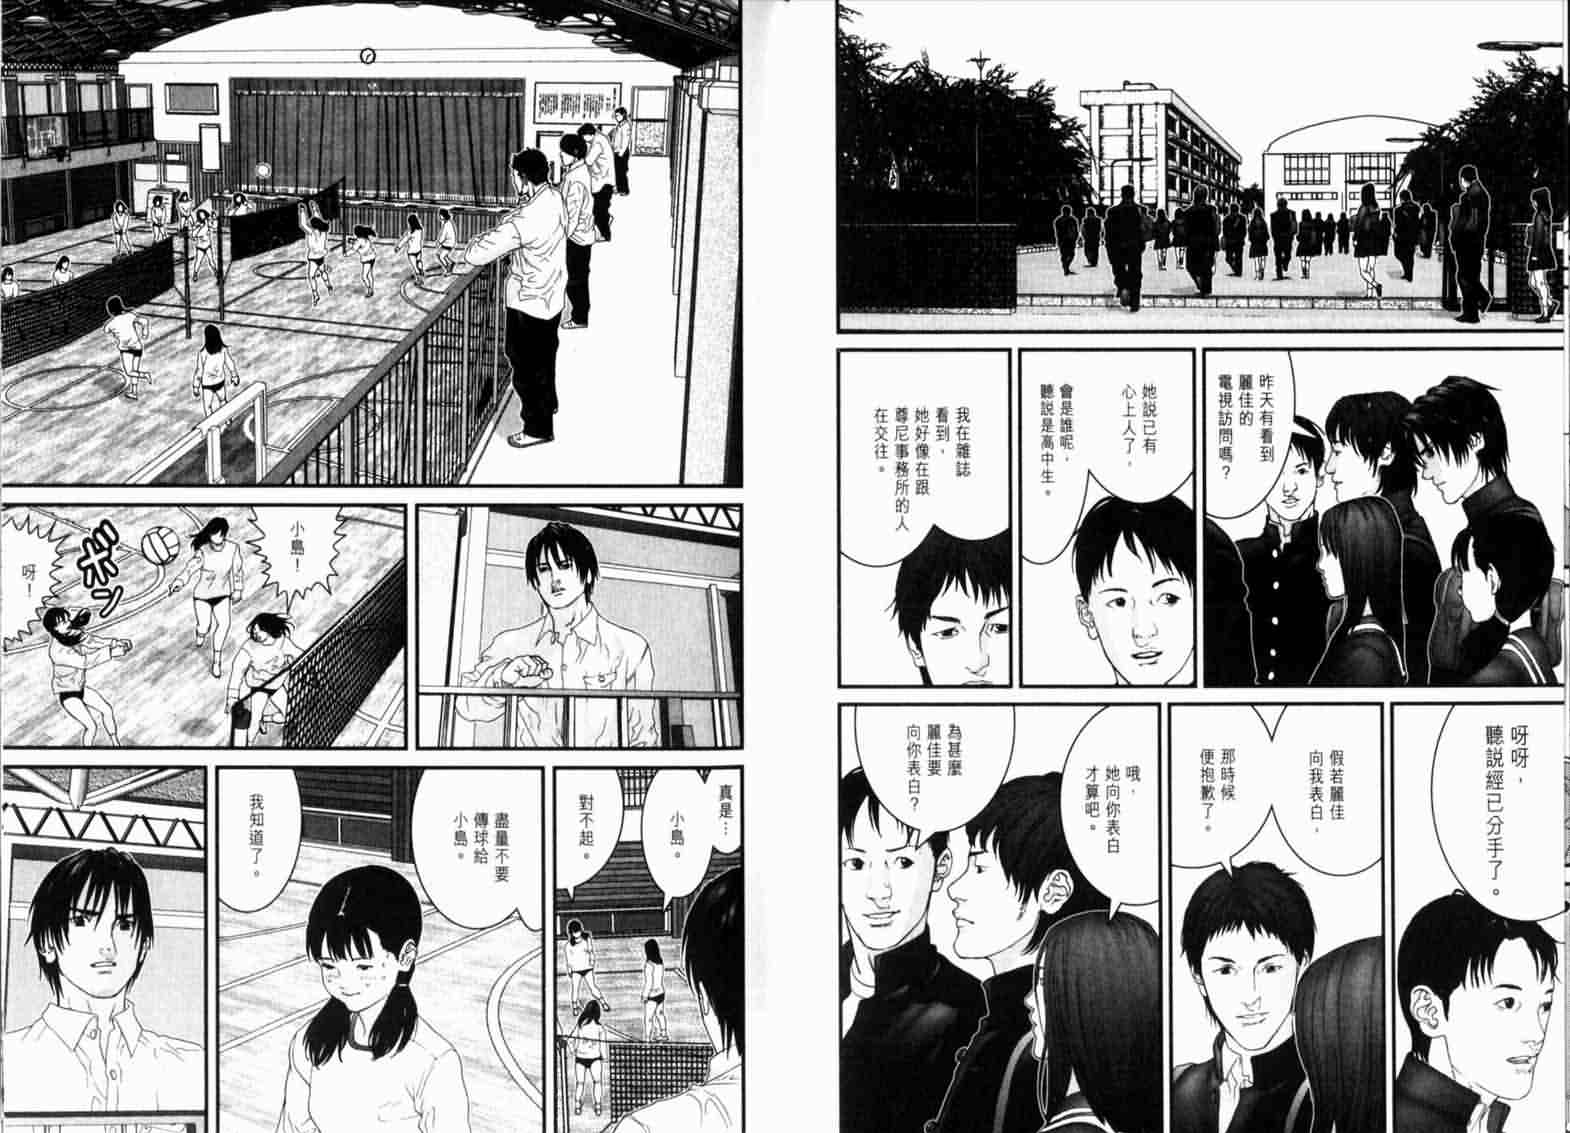 昨天有看到
麗佳的
電視訪問嗎？
她説已有
心上人了，
會是誰呢，
聽説是高中生。
我在雜誌
看到，
她好像在跟
尊尼事務所的人
在交往。
呀呀，
聽説經已分手了。
假若麗佳
向我表白，
那時候
便抱歉了。
哦，
她向你表白
才算吧。
為甚麼
麗佳要
向你表白？
小島！
ボン
呀！
真是…
小島。
對不起。
盡量不要
傳球給
小島。
我知道了。